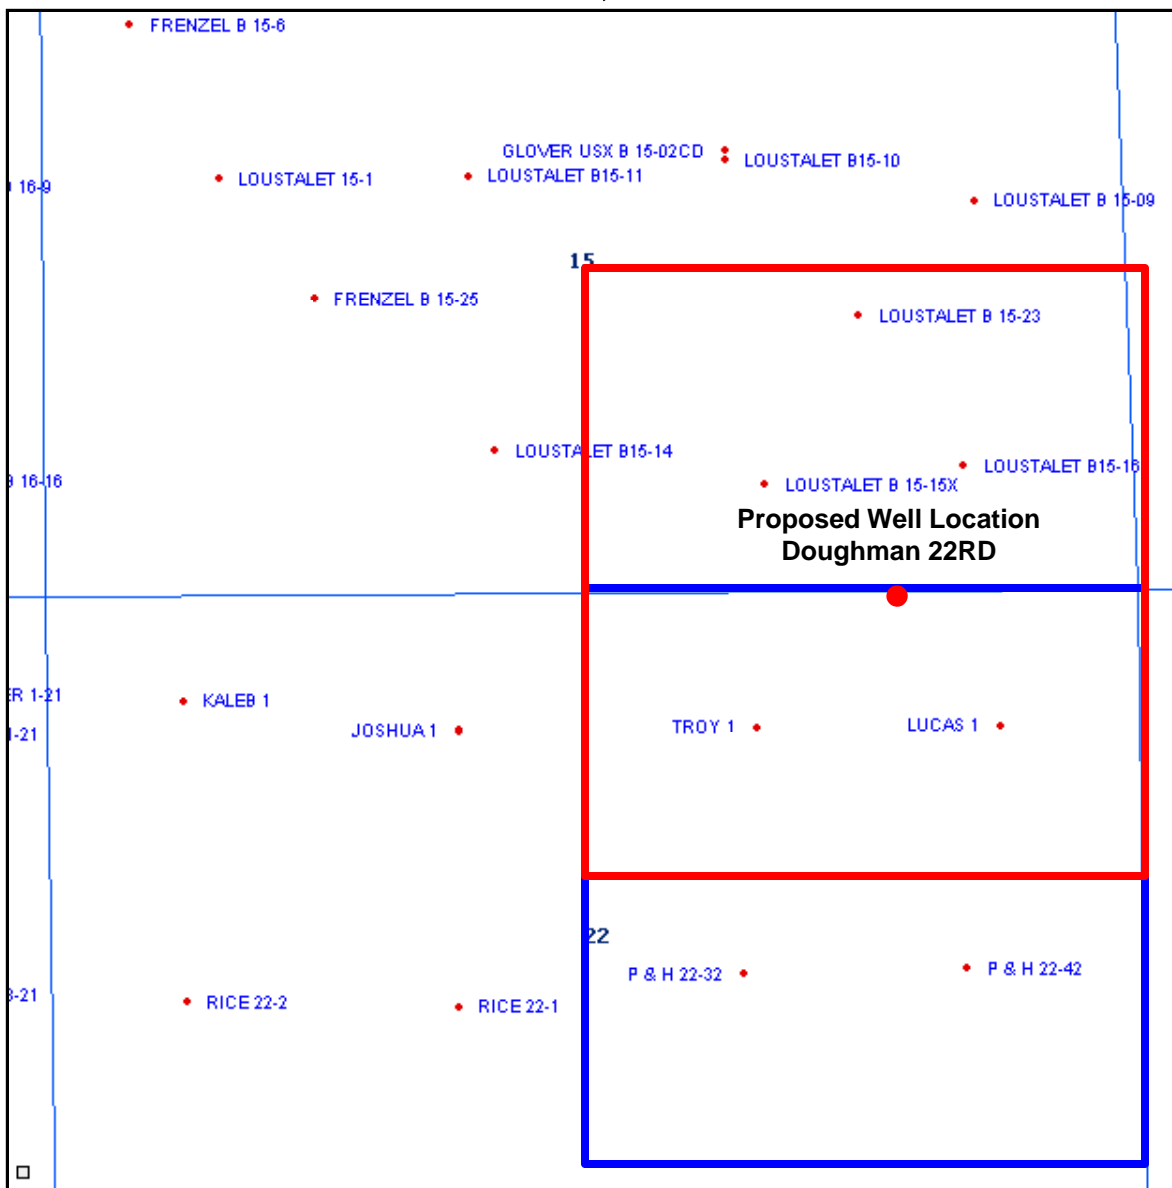 FRENZEL B 15-6
GLOVER USX B 15-02CD
LOUSTALET B15-10
LOUSTALET 15-1
LOUSTALET B15-11
16-9
LOUSTALET B 15-09
15
FRENZEL B 15-25
LOUSTALET B 15-23
LOUSTALET B15-14
LOUSTALET B15-16
16-16
LOUSTALET B 15-15X
Proposed Well Location
Doughman 22RD
ER 1-21
KALEB 1
1-21
JOSHUA 1
TROY 1
LUCAS 1
22
P & H 22-32
P & H 22-42
3-21
RICE 22-2
RICE 22-1